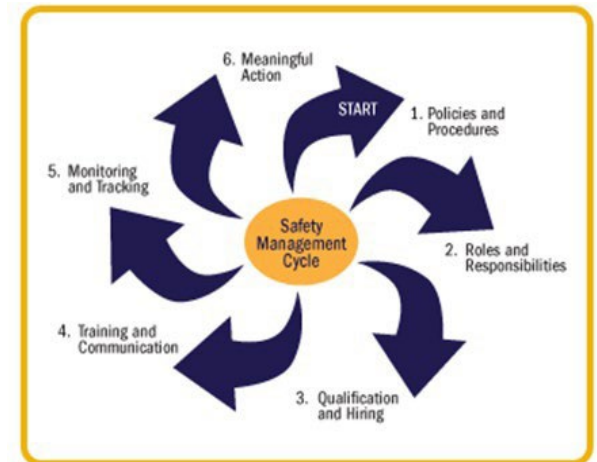 Safety
Management
Cycle
START
1. Policies and
Procedures
2. Roles and
Responsibilities
3. Qualification
and Hiring
4. Training and
Communication
5. Monitoring
and Tracking
6. Meaningful
Action